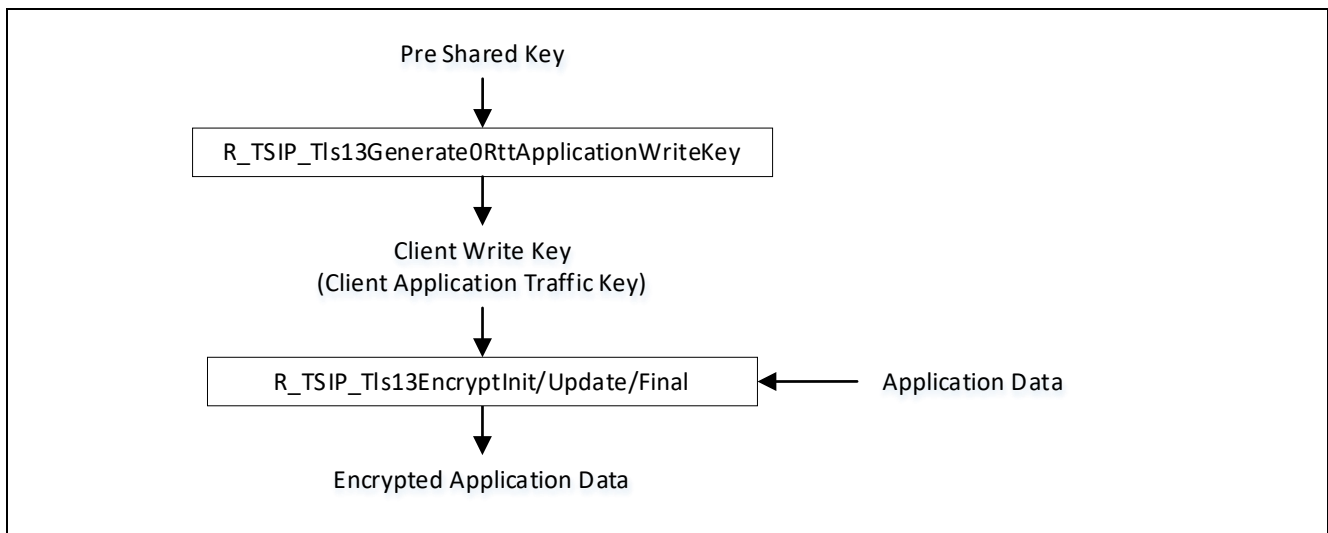 Pre Shared Key
R_TSIP_Tls13Generate0RttApplicationWriteKey
Client Write Key
(Client Application Traffic Key)
R_TSIP_Tls13EncryptInit/Update/Final
Application Data
Encrypted Application Data